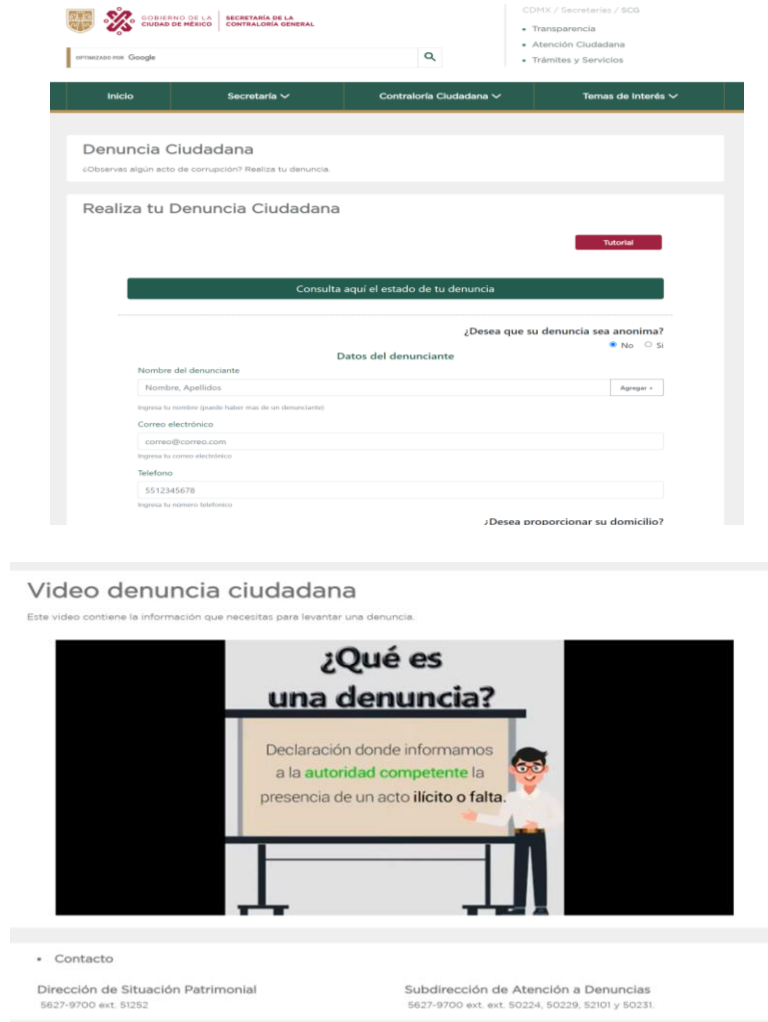 CDMX / Secretarías / SCG
GOBIERNO DE LA
CIUDAD DE MÉXICO
SECRETARÍA DE LA
CONTRALORÍA GENERAL
• Transparencia
• Atención Ciudadana
• Trámites y Servicios
OPTIMIZADO POR Google
Inicio
Secretaría
Contraloría Ciudadana
Temas de Interés
Denuncia Ciudadana
¿Observas algún acto de corrupción? Realiza tu denuncia.
Realiza tu Denuncia Ciudadana
Tutorial
Consulta aquí el estado de tu denuncia
¿Desea que su denuncia sea anonima?
No Si
Datos del denunciante
Nombre del denunciante
Nombre, Apellidos
Agregar +
Ingresa tu nombre (puede haber mas de un denunciante)
Correo electrónico
correo@correo.com
Ingresa tu correo electrónico
Telefono
5512345678
Ingresa tu número telefonico
¿Desea proporcionar su domicilio?
Video denuncia ciudadana
Este video contiene la información que necesitas para levantar una denuncia.
¿Qué es
una denuncia?
Declaración donde informamos
a la autoridad competente la
presencia de un acto ilícito o falta.
• Contacto
Dirección de Situación Patrimonial
5627-9700 ext. 51252
Subdirección de Atención a Denuncias
5627-9700 ext. ext. 50224, 50229, 52101 y 50231.